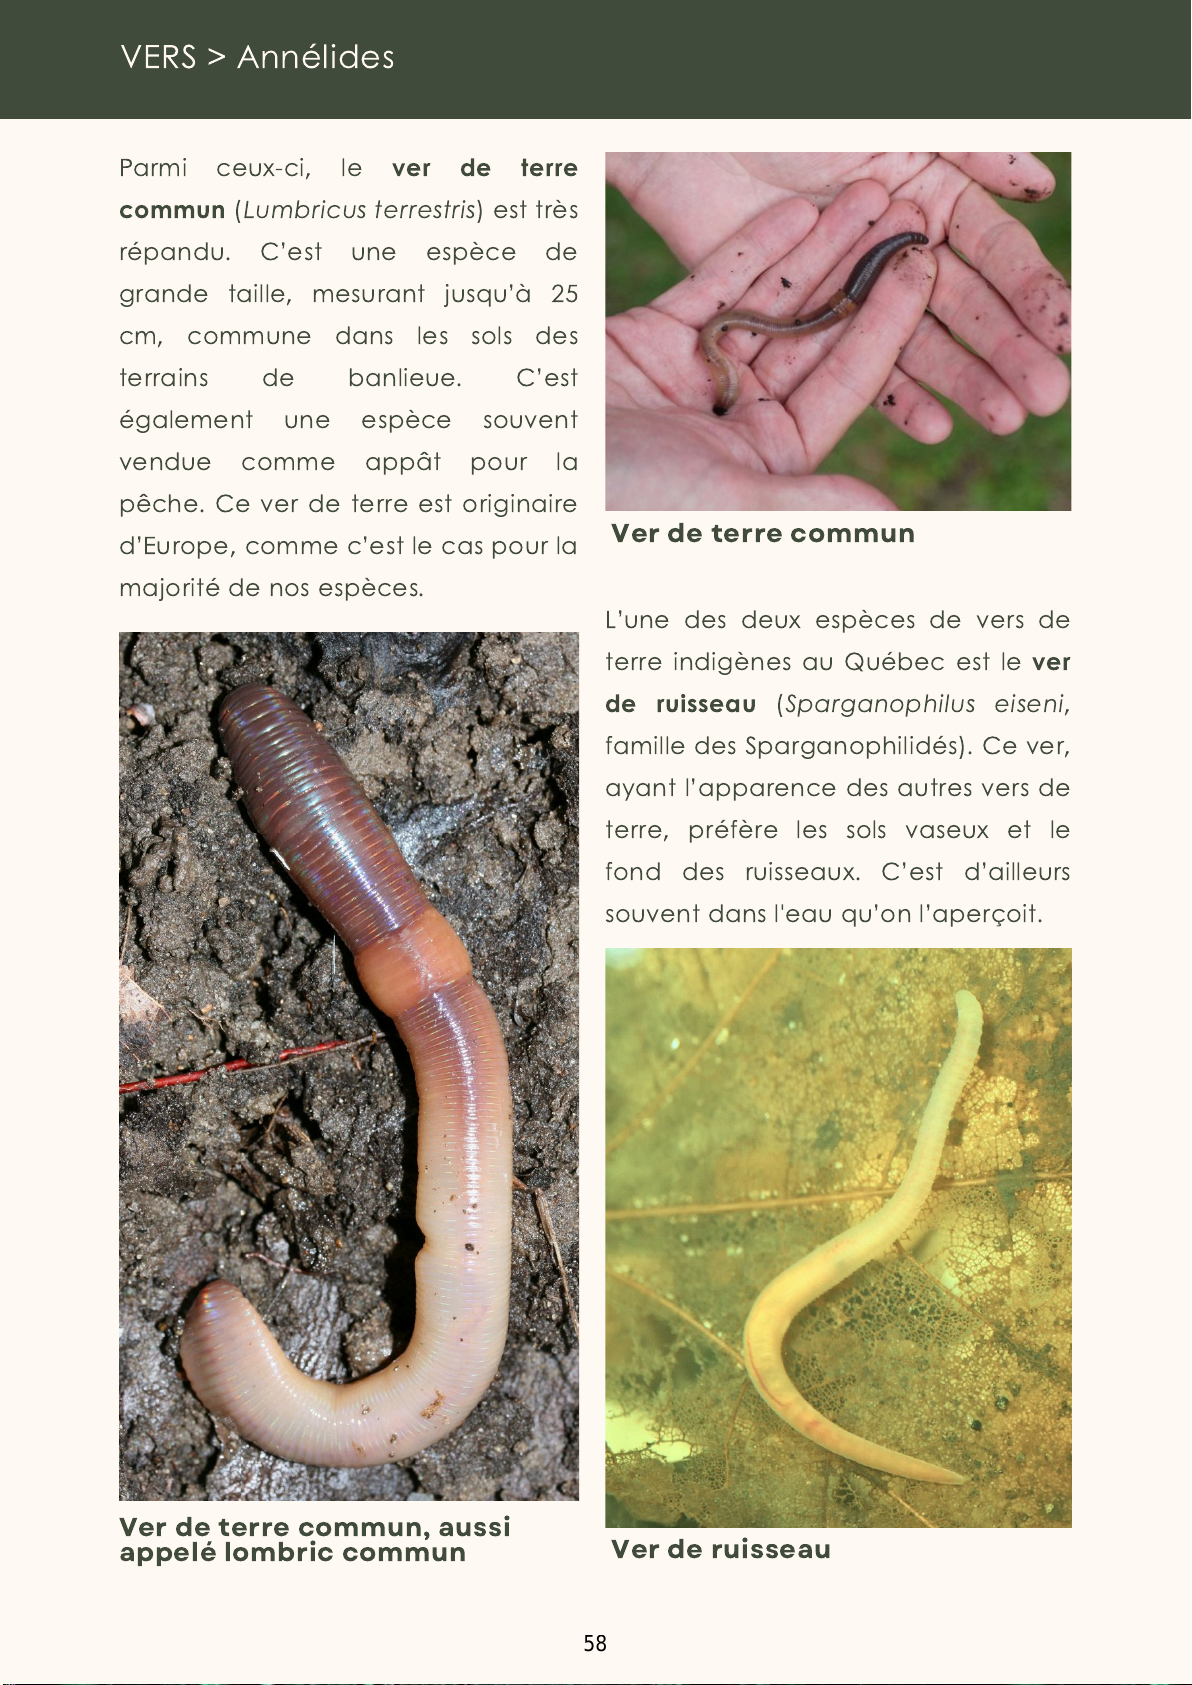 VERS > Annélides
Parmi ceux-ci, le ver de terre
commun (Lumbricus terrestris) est très
répandu. C’est une espèce de
grande taille, mesurant jusqu’à 25
cm, commune dans les sols des
terrains de banlieue. C’est
également une espèce souvent
vendue comme appât pour la
pêche. Ce ver de terre est originaire
d’Europe, comme c’est le cas pour la
majorité de nos espèces.
Ver de terre commun, aussi
appelé lombric commun
Ver de terre commun
L’une des deux espèces de vers de
terre indigènes au Québec est le ver
de ruisseau (Sparganophilus eiseni,
famille des Sparganophilidés). Ce ver,
ayant l’apparence des autres vers de
terre, préfère les sols vaseux et le
fond des ruisseaux. C’est d’ailleurs
souvent dans l'eau qu’on l’aperçoit.
Ver de ruisseau
58